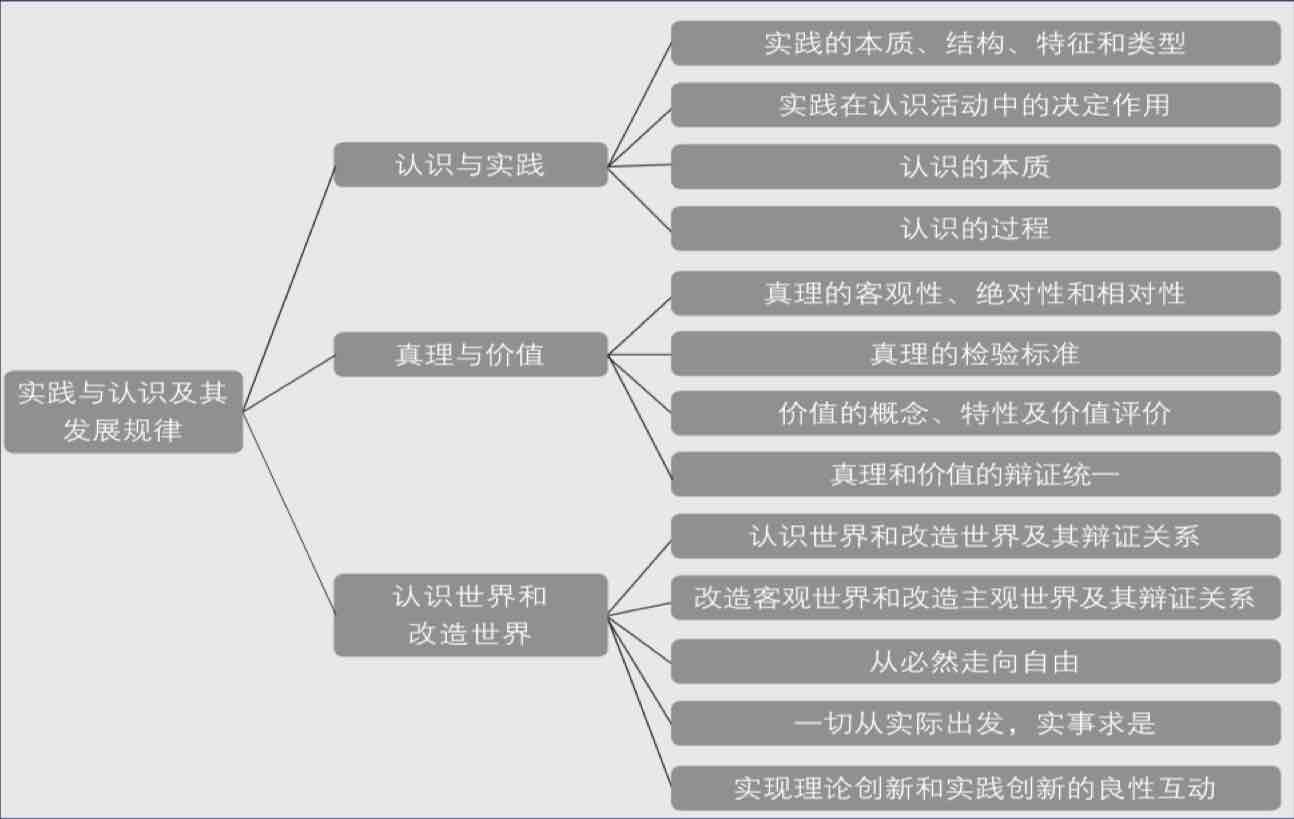 实践与认识及其
发展规律
认识与实践
实践的本质、结构、特征和类型
实践在认识活动中的决定作用
认识的本质
认识的过程
真理与价值
真理的客观性、绝对性和相对性
真理的检验标准
价值的概念、特性及价值评价
真理和价值的辩证统一
认识世界和
改造世界
认识世界和改造世界及其辩证关系
改造客观世界和改造主观世界及其辩证关系
从必然走向自由
一切从实际出发，实事求是
实现理论创新和实践创新的良性互动